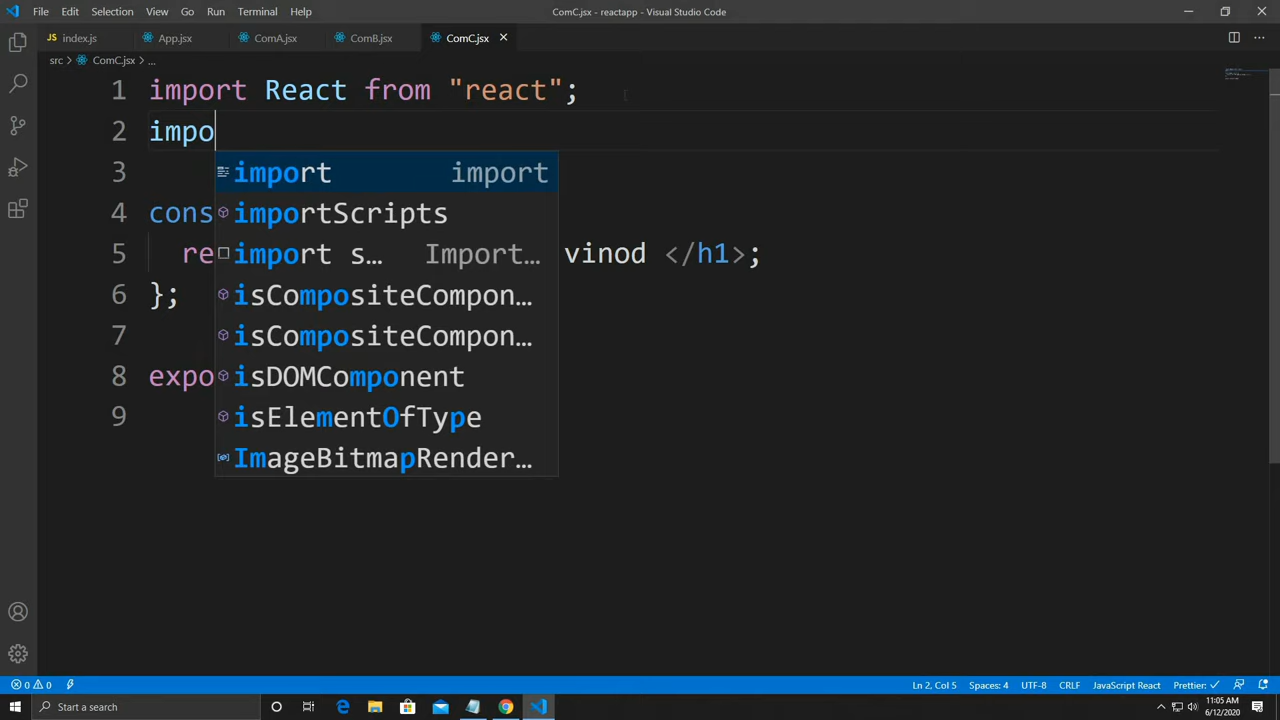 File Edit Selection View Go Run Terminal Help ComC.jsx - reactapp - Visual Studio Code
JS index.js App.jsx ComA.jsx ComB.jsx ComC.jsx
src > ComC.jsx > ...
1 import React from "react";
2 impo
3 import import
4 cons importScripts
5 re import s... Import... vinod </h1>;
6 }; isCompositeCompon...
7 isCompositeCompon...
8 expo isDOMComponent
9 isElementOfType
ImageBitmapRender...
0 0 Ln 2, Col 5 Spaces: 4 UTF-8 CRLF JavaScript React Prettier: ✓
Start search 11:05 AM
6/12/2020